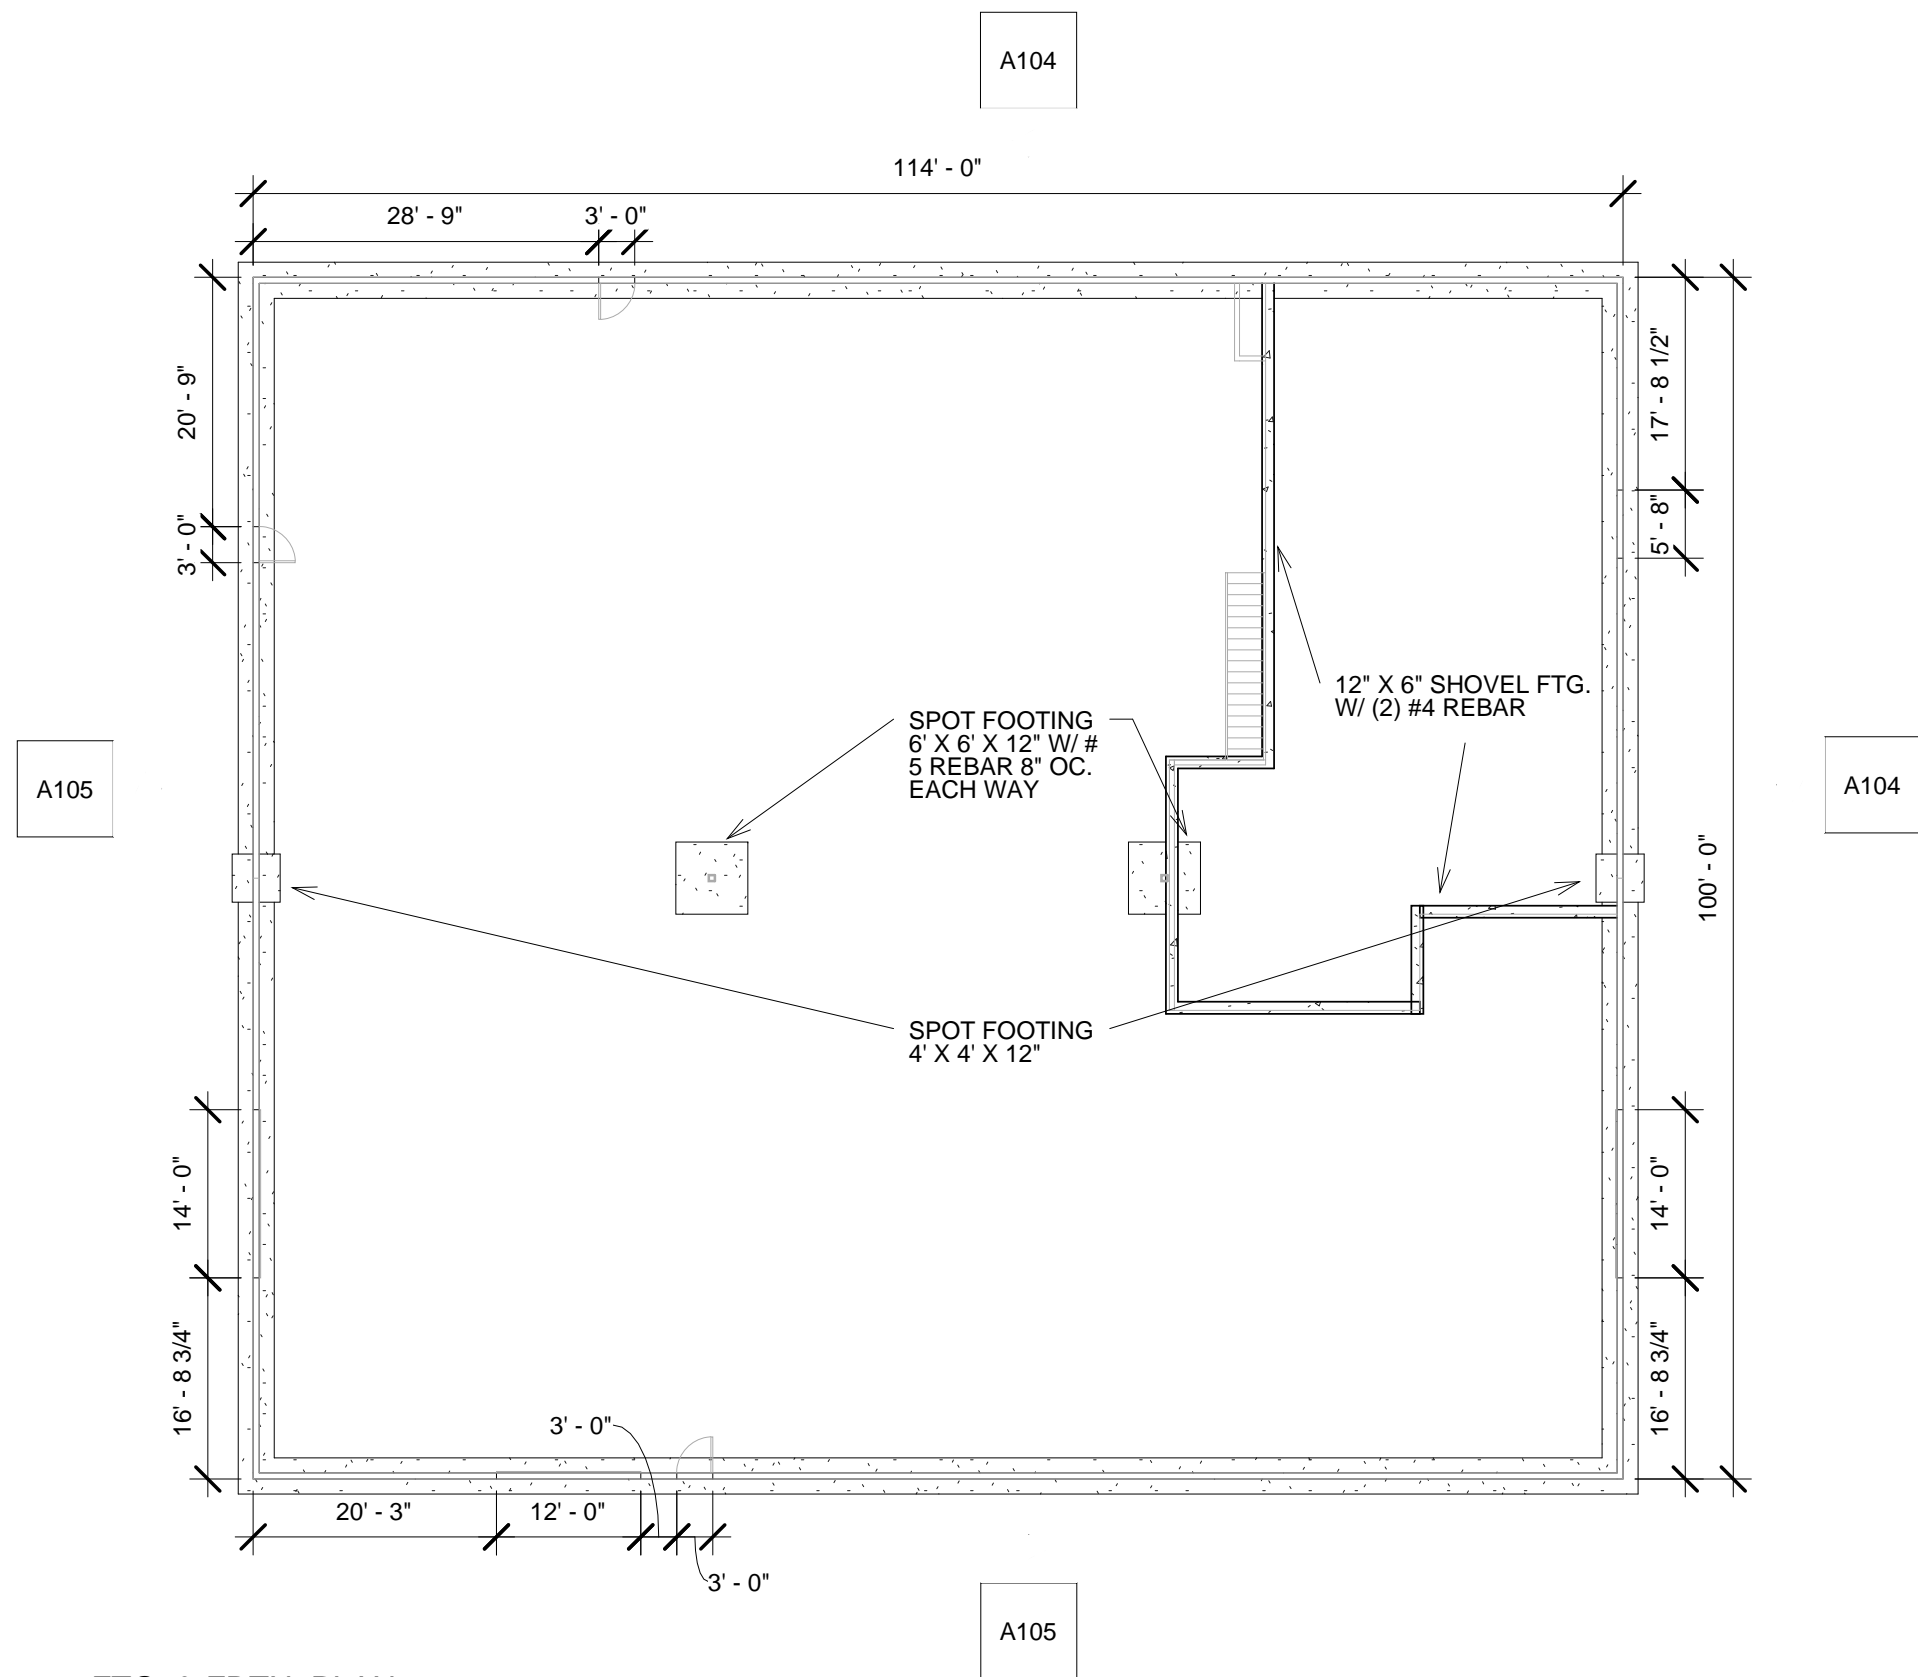 A104
114' - 0"
28' - 9"
3' - 0"
20' - 9"
3' - 0"
17' - 8 1/2"
5' - 8"
12" X 6" SHOVEL FTG.
W/ (2) #4 REBAR
SPOT FOOTING
6' X 6' X 12" W/ #
5 REBAR 8" OC.
EACH WAY
A105
A104
100' - 0"
SPOT FOOTING
4' X 4' X 12"
14' - 0"
14' - 0"
16' - 8 3/4"
16' - 8 3/4"
3' - 0"
20' - 3"
12' - 0"
3' - 0"
A105